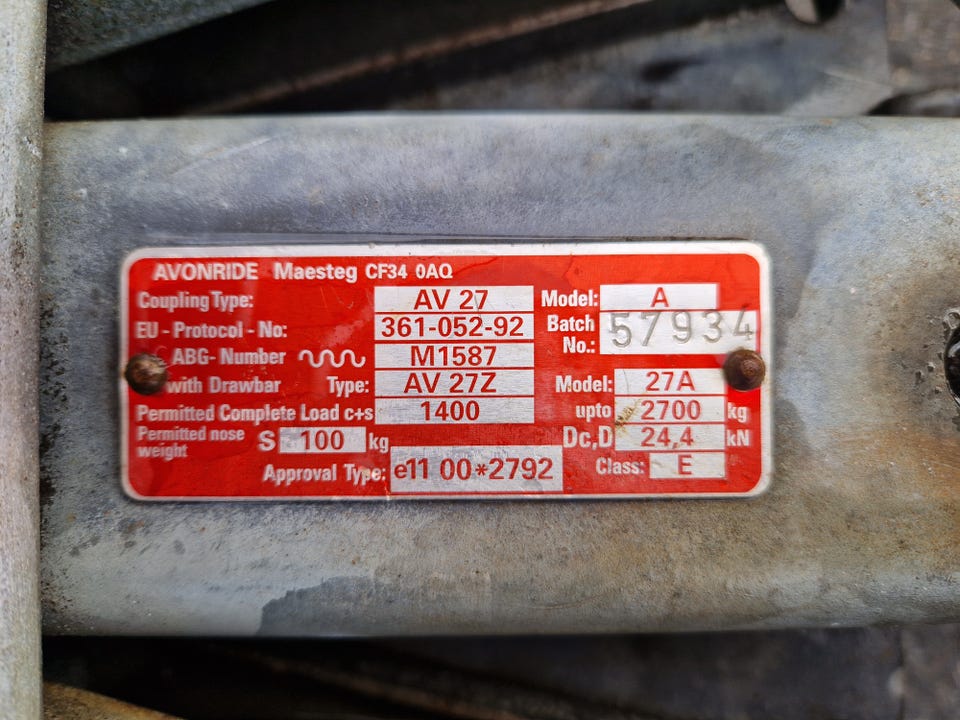 AVONRIDE Maesteg CF34 0AQ
Coupling Type: AV 27 Model: A
EU - Protocol - No: 361-052-92 Batch No.: 57934
ABG- Number M1587
with Drawbar Type: AV 27Z Model: 27A
Permitted Complete Load c+s 1400 upto 2700 kg
Permitted nose weight S 100 kg Dc,D 24,4 kN
Approval Type: e11 00*2792 Class: E